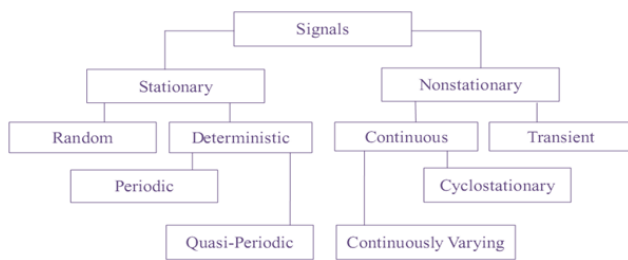 Signals
Stationary
Nonstationary
Random
Deterministic
Continuous
Transient
Periodic
Cyclostationary
Quasi-Periodic
Continuously Varying